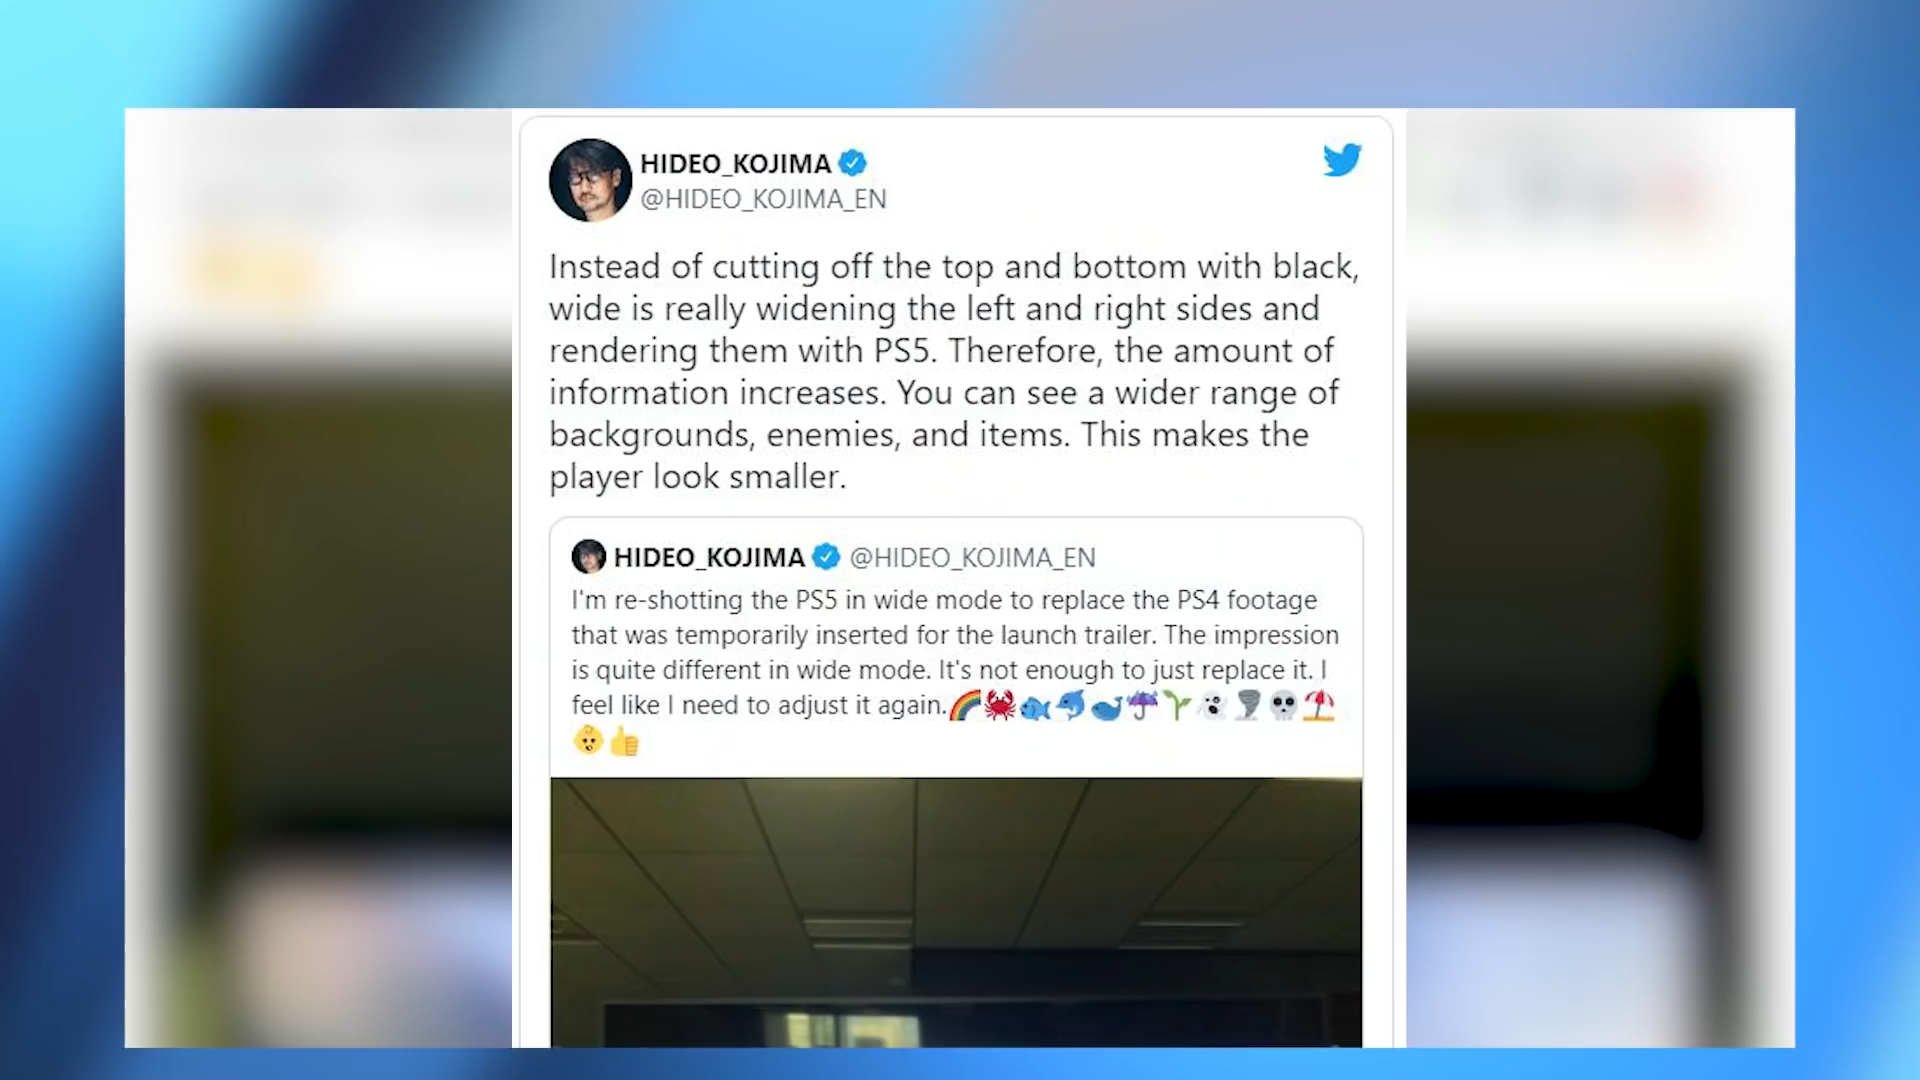 HIDEO_KOJIMA
@HIDEO_KOJIMA_EN
Instead of cutting off the top and bottom with black,
wide is really widening the left and right sides and
rendering them with PS5. Therefore, the amount of
information increases. You can see a wider range of
backgrounds, enemies, and items. This makes the
player look smaller.
HIDEO_KOJIMA @HIDEO_KOJIMA_EN
I'm re-shotting the PS5 in wide mode to replace the PS4 footage
that was temporarily inserted for the launch trailer. The impression
is quite different in wide mode. It's not enough to just replace it. I
feel like I need to adjust it again.🌈🦀🐟🐬🐳☔🌱👻🌪💀⛱
👶👍